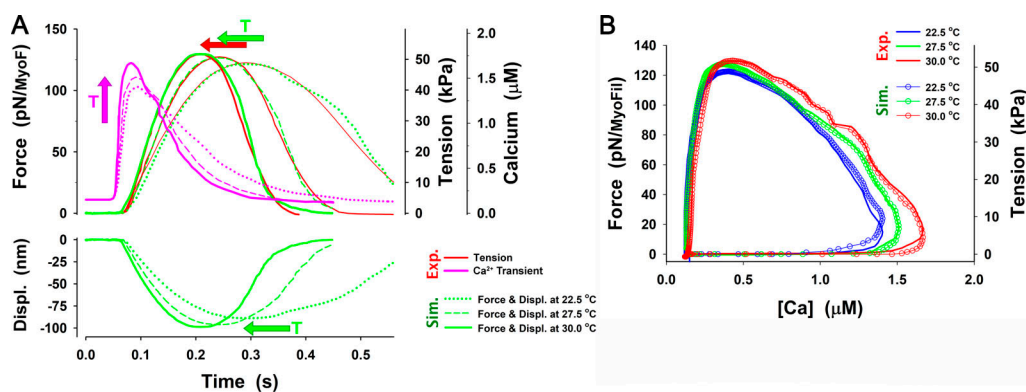 A
T
T
Force (pN/MyoF)
150
100
50
0
Tension (kPa)
50
40
30
20
10
0
Calcium (μM)
2.0
1.5
1.0
0.5
0.0
Displ. (nm)
0
-25
-50
-75
-100
T
Exp.
Tension
Ca²⁺ Transient
Sim.
Force & Displ. at 22.5 °C
Force & Displ. at 27.5 °C
Force & Displ. at 30.0 °C
0.0 0.1 0.2 0.3 0.4 0.5
Time (s)
B
Exp.
22.5 °C
27.5 °C
30.0 °C
Sim.
22.5 °C
27.5 °C
30.0 °C
Force (pN/MyoFil)
140
120
100
80
60
40
20
0
Tension (kPa)
50
40
30
20
10
0
0.0 0.5 1.0 1.5 2.0
[Ca] (μM)